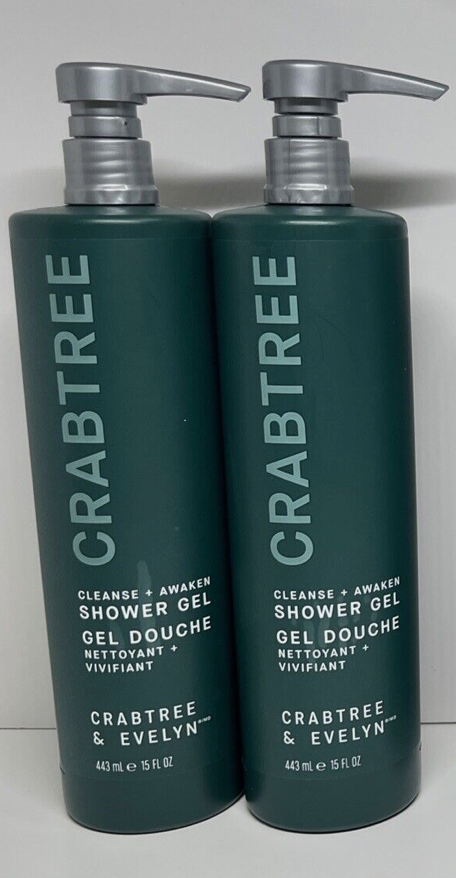 CRABTREE
CLEANSE + AWAKEN
SHOWER GEL
GEL DOUCHE
NETTOYANT +
VIVIFIANT
CRABTREE
& EVELYN
443 mL e 15 FL OZ
CRABTREE
CLEANSE + AWAKEN
SHOWER GEL
GEL DOUCHE
NETTOYANT +
VIVIFIANT
CRABTREE
& EVELYN
443 mL e 15 FL OZ